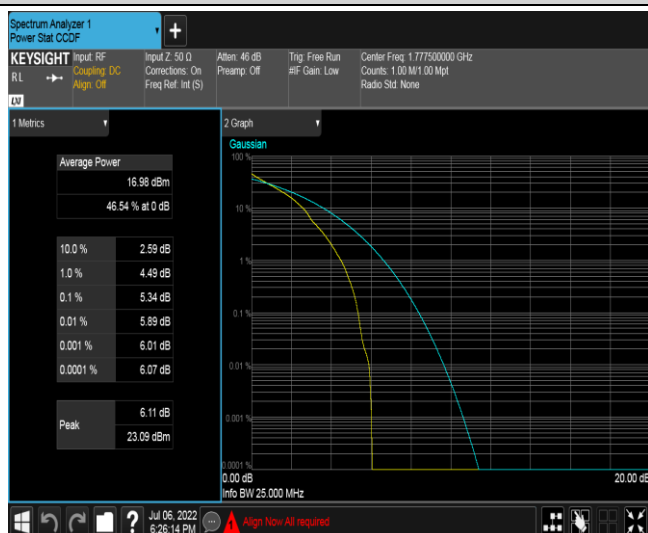 Spectrum Analyzer 1
Power Stat CCDF
+
KEYSIGHT
RL
LXI
Input: RF
Coupling: DC
Align: Off
Input Z: 50 Ω
Corrections: On
Freq Ref: Int (S)
Atten: 46 dB
Preamp: Off
Trig: Free Run
#IF Gain: Low
Center Freq: 1.777500000 GHz
Counts: 1.00 M/1.00 Mpt
Radio Std: None
1 Metrics
Average Power
16.98 dBm
46.54 % at 0 dB
10.0 % 2.59 dB
1.0 % 4.49 dB
0.1 % 5.34 dB
0.01 % 5.89 dB
0.001 % 6.01 dB
0.0001 % 6.07 dB
Peak
6.11 dB
23.09 dBm
2 Graph
Gaussian
100 %
10 %
1 %
0.1 %
0.01 %
0.001 %
0.0001 %
0.00 dB 20.00 dB
Info BW 25.000 MHz
?
Jul 06, 2022
6:26:14 PM
Align Now All required